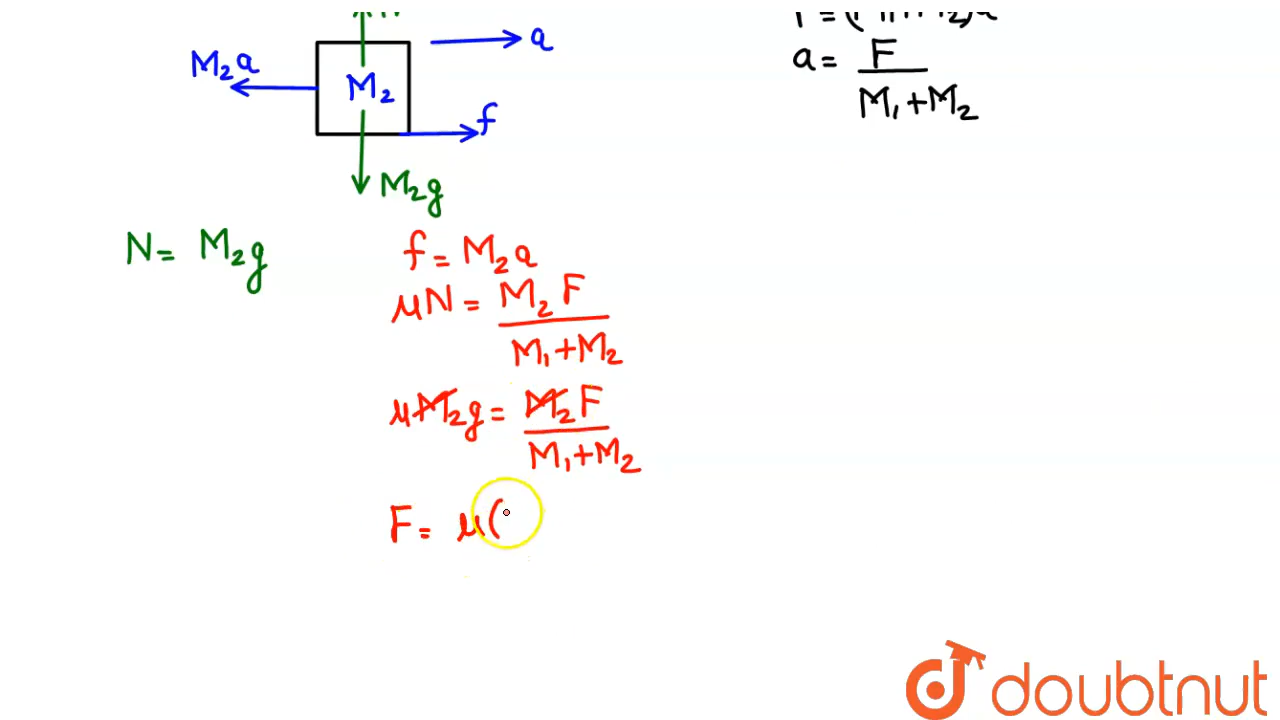 a
M₂a
M₂
f
M₂g
a = F / M₁+M₂
N = M₂g
f = M₂a
μN = M₂F / M₁+M₂
μM₂g = M₂F / M₁+M₂
F = μ(
doubtnut